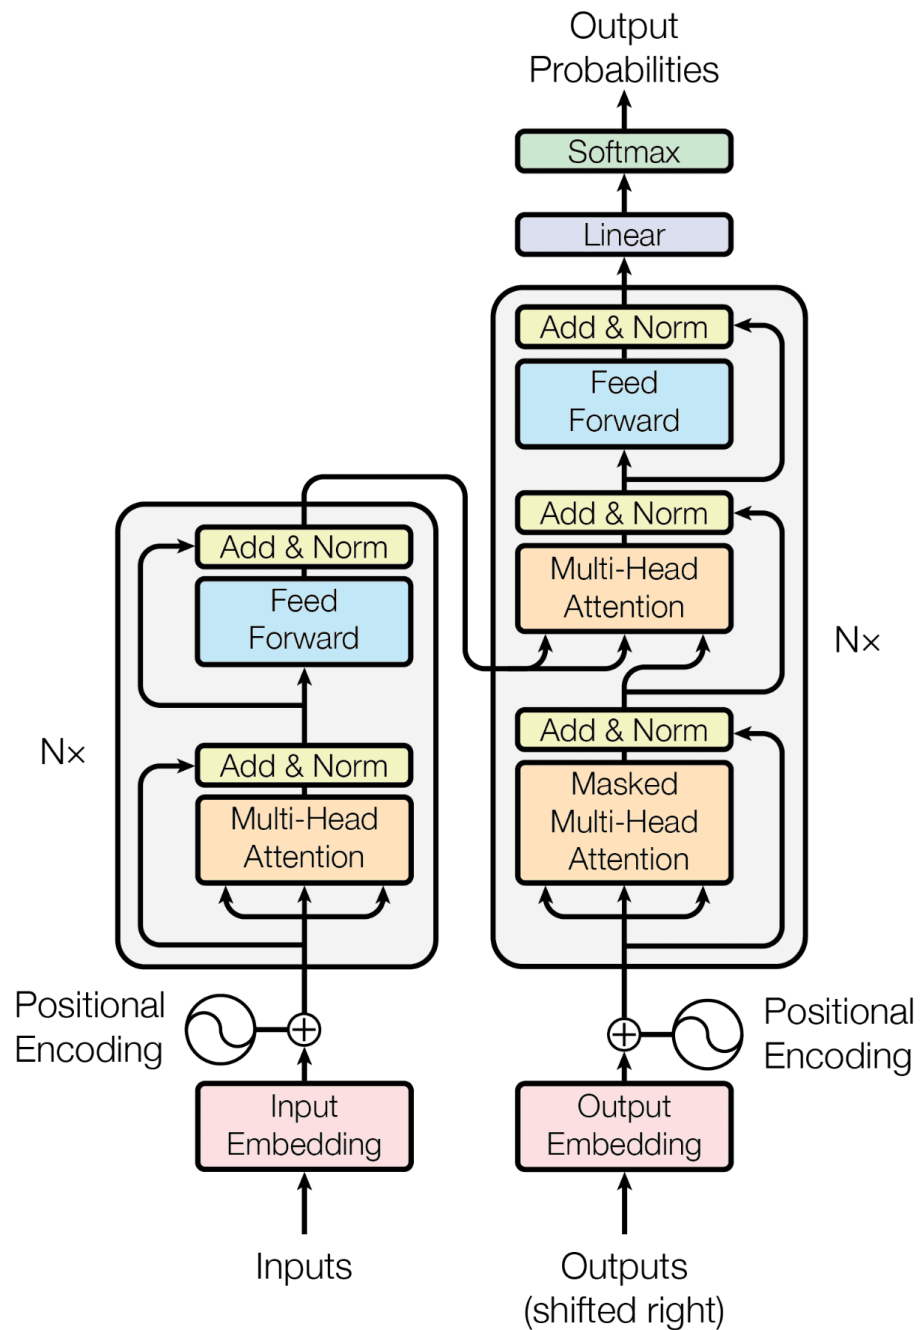 Output
Probabilities
Softmax
Linear
Add & Norm
Feed
Forward
Add & Norm
Multi-Head
Attention
Add & Norm
Masked
Multi-Head
Attention
N×
Add & Norm
Feed
Forward
Add & Norm
Multi-Head
Attention
N×
Positional
Encoding
Positional
Encoding
Input
Embedding
Output
Embedding
Inputs
Outputs
(shifted right)